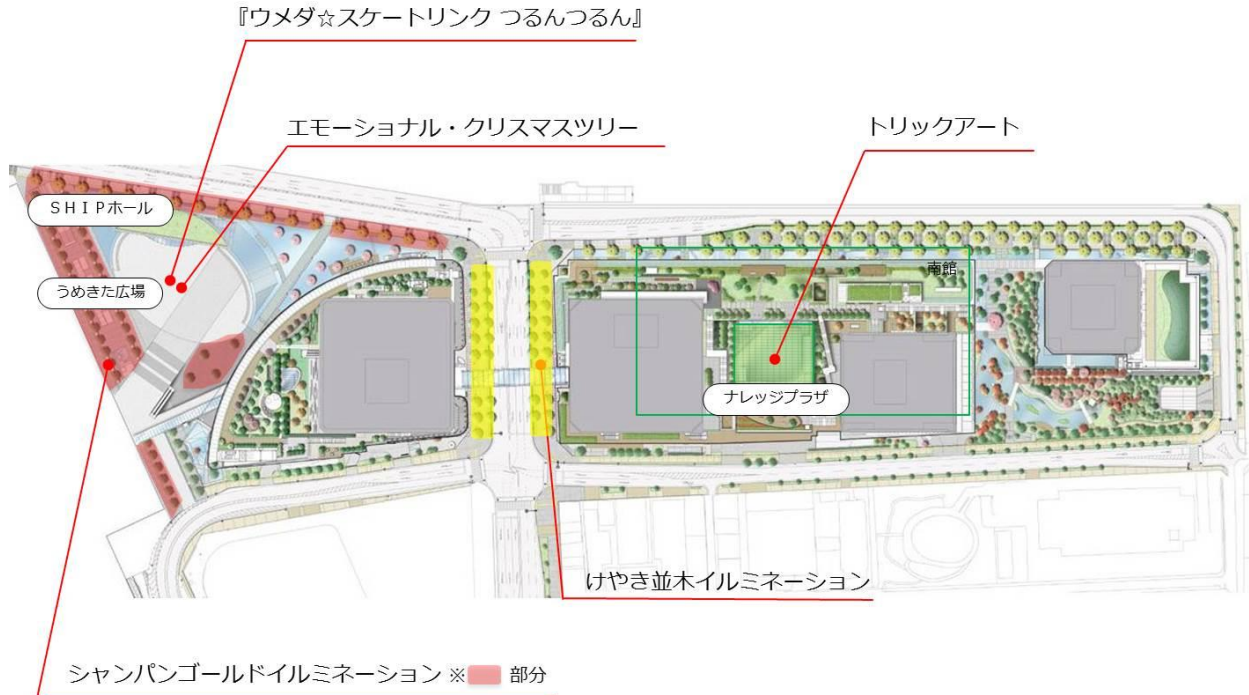 『ウメダ☆スケートリンク つるんつるん』
エモーショナル・クリスマスツリー
トリックアート
ＳＨＩＰホール
うめきた広場
南館
ナレッジプラザ
けやき並木イルミネーション
シャンパンゴールドイルミネーション ※ 部分